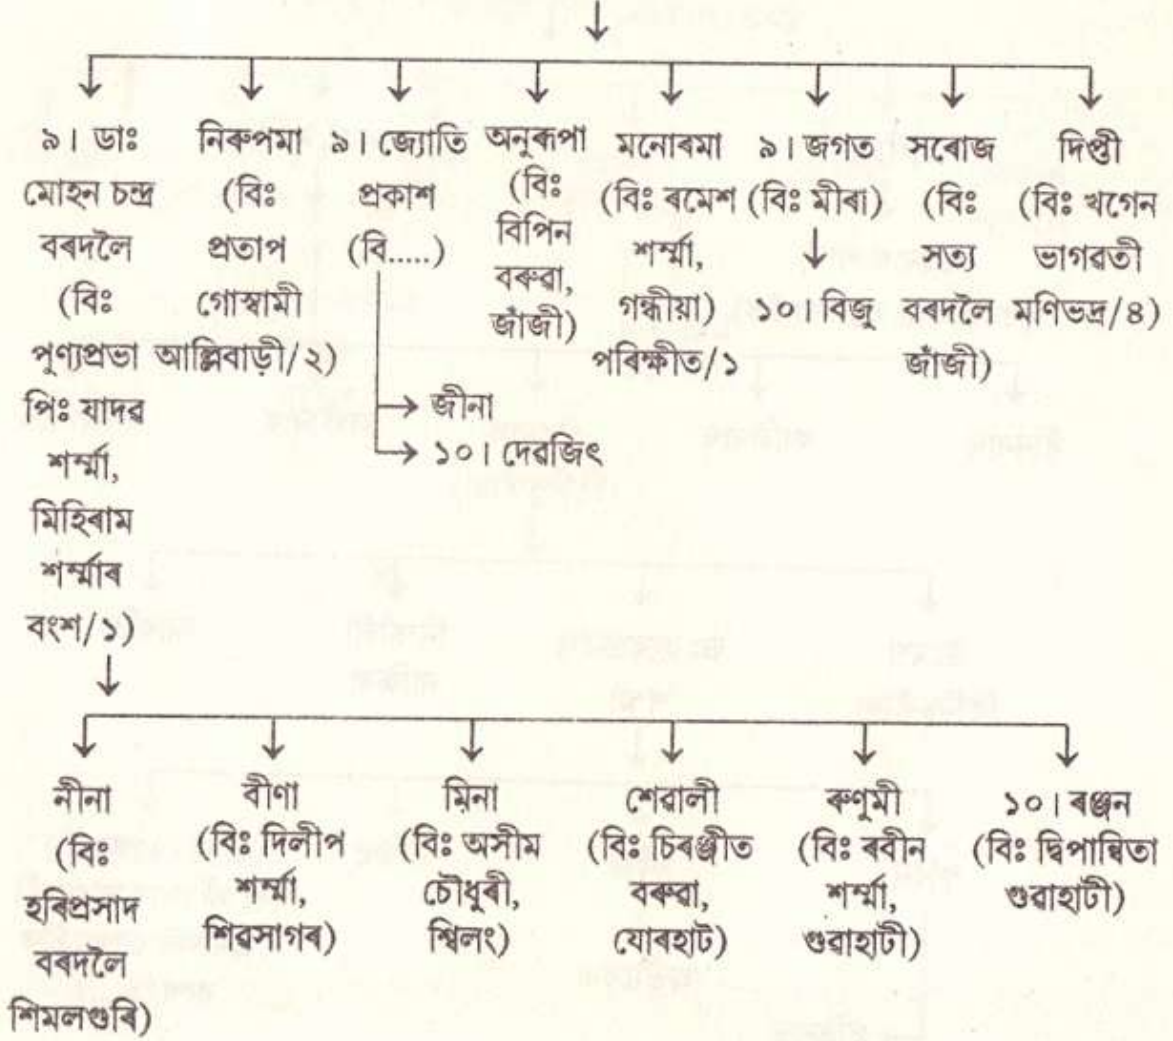 ৯। ডাঃ
মোহন চন্দ্ৰ
বৰদলৈ
(বিঃ
পূণ্যপ্ৰভা
পিঃ যাদৱ
শৰ্ম্মা,
মিহিৰাম
শৰ্ম্মাৰ
বংশ/১)
নিৰুপমা
(বিঃ
প্ৰতাপ
গোস্বামী
আল্লিবাড়ী/২)
৯। জ্যোতি
প্ৰকাশ
(বি.....)
জীনা
১০। দেৱজিৎ
অনুৰূপা
(বিঃ
বিপিন
বৰুৱা,
জাঁজী)
মনোৰমা
(বিঃ ৰমেশ
শৰ্ম্মা,
গন্ধীয়া)
পৰিক্ষীত/১
৯। জগত
(বিঃ মীৰা)
১০। বিজু
সৰোজ
(বিঃ
সত্য
বৰদলৈ
জাঁজী)
দিপ্তী
(বিঃ খগেন
ভাগৱতী
মণিভদ্ৰ/৪)
নীনা
(বিঃ
হৰিপ্ৰসাদ
বৰদলৈ
শিমলগুৰি)
বীণা
(বিঃ দিলীপ
শৰ্ম্মা,
শিৱসাগৰ)
মিনা
(বিঃ অসীম
চৌধুৰী,
শ্বিলং)
শেৱালী
(বিঃ চিৰঞ্জীত
বৰুৱা,
যোৰহাট)
ৰুণুমী
(বিঃ ৰবীন
শৰ্ম্মা,
গুৱাহাটী)
১০। ৰঞ্জন
(বিঃ দ্বিপান্বিতা
গুৱাহাটী)